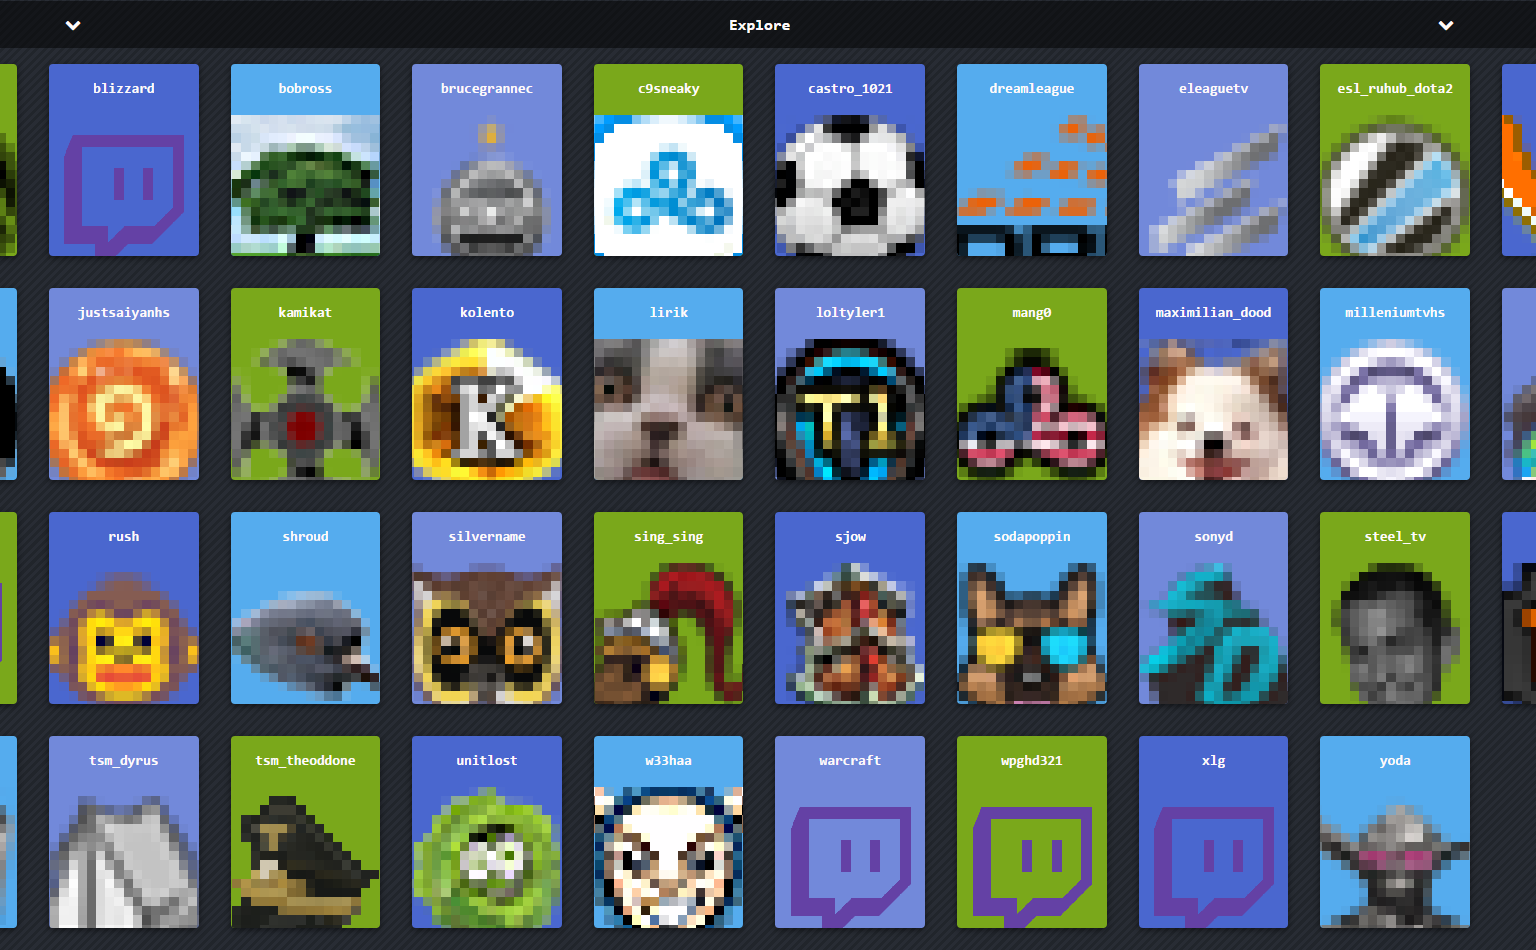 Explore
blizzard
bobross
brucegrannec
c9sneaky
castro_1021
dreamleague
eleaguetv
esl_ruhub_dota2
justsaiyanhs
kamikat
kolento
lirik
loltyler1
mang0
maximilian_dood
milleniumtvhs
rush
shroud
silvername
sing_sing
sjow
sodapoppin
sonyd
steel_tv
tsm_dyrus
tsm_theoddone
unitlost
w33haa
warcraft
wpghd321
xlg
yoda